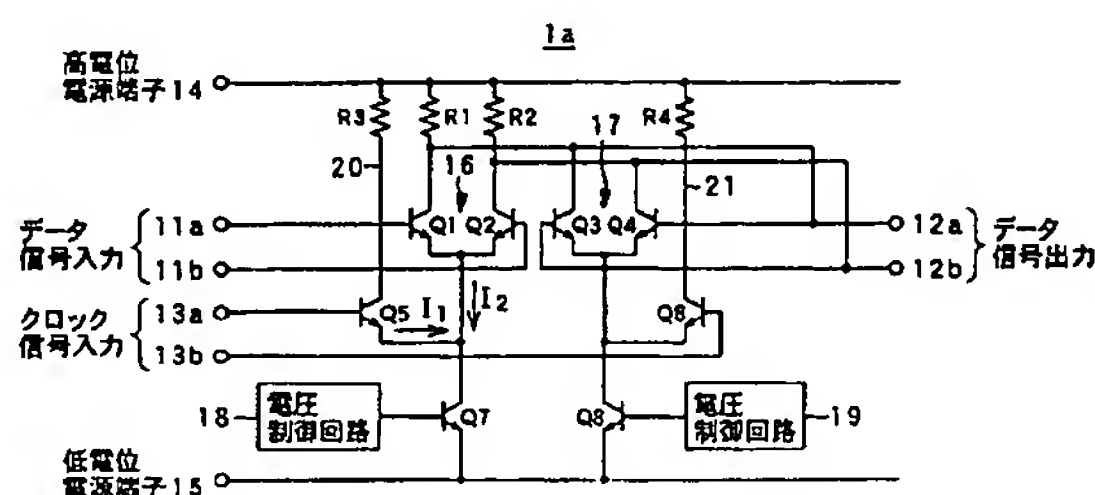 1a
高電位
電源端子14
R3
R1
R2
R4
17
20
16
21
データ
信号入力
11a
11b
Q1
Q2
Q3
Q4
12a
12b
データ
信号出力
クロック
信号入力
13a
13b
Q5
I1
I2
Q8
18
電圧
制御回路
Q7
Q8
電圧
制御回路
19
低電位
電源端子15